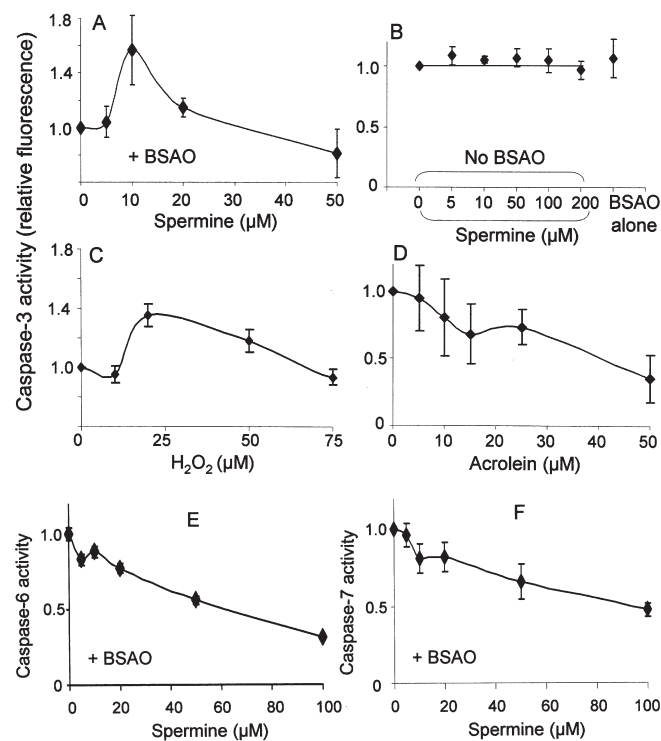 Caspase-3 activity (relative fluorescence)
A
1.8
1.4
1.0
+ BSAO
0 10 20 30 40 50
Spermine (µM)
B
1.0
0.5
0
No BSAO
0 5 10 50 100 200 BSAO
alone
Spermine (µM)
C
1.8
1.4
1.0
0 25 50 75
H₂O₂ (µM)
D
1.0
0.5
0
0 10 20 30 40 50
Acrolein (µM)
E
Caspase-6 activity
1.0
0.5
0
+ BSAO
0 20 40 60 80 100
Spermine (µM)
F
Caspase-7 activity
1.0
0.5
0
+ BSAO
0 20 40 60 80 100
Spermine (µM)